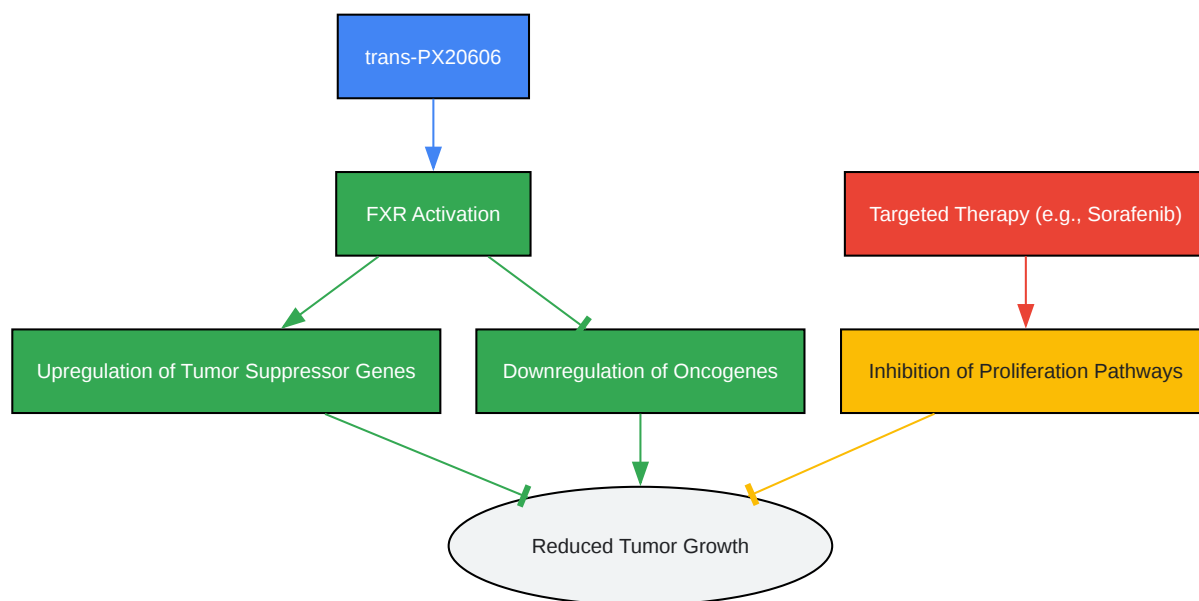 trans-PX20606
FXR Activation
Targeted Therapy (e.g., Sorafenib)
Upregulation of Tumor Suppressor Genes
Downregulation of Oncogenes
Inhibition of Proliferation Pathways
Reduced Tumor Growth